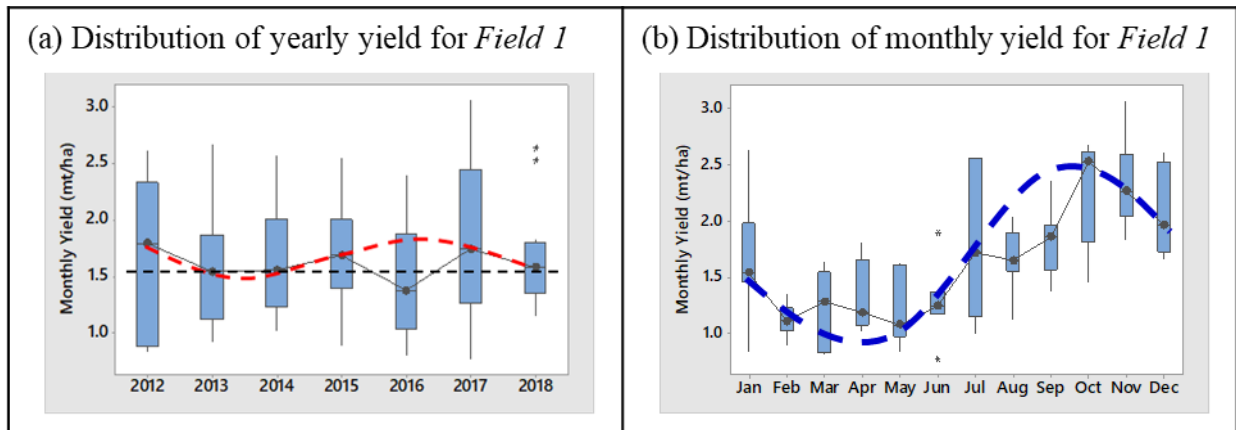 (a) Distribution of yearly yield for Field 1
Monthly Yield (mt/ha)
3.0
2.5
2.0
1.5
1.0
2012 2013 2014 2015 2016 2017 2018
(b) Distribution of monthly yield for Field 1
Monthly Yield (mt/ha)
3.0
2.5
2.0
1.5
1.0
Jan Feb Mar Apr May Jun Jul Aug Sep Oct Nov Dec